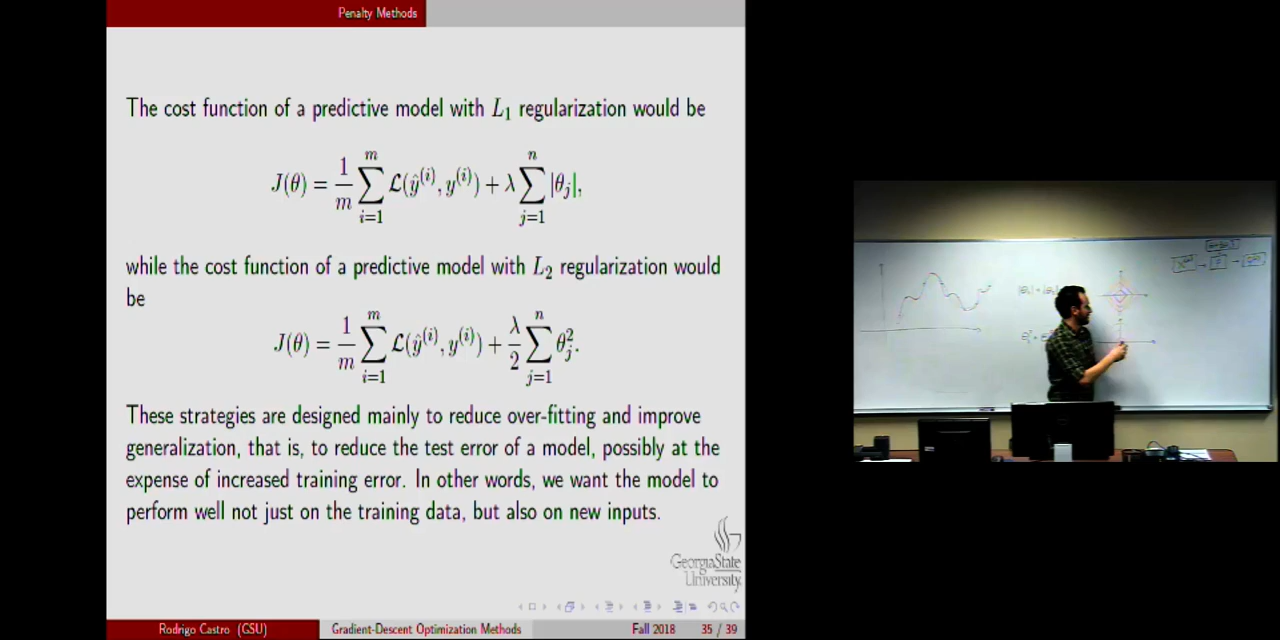 Penalty Methods
The cost function of a predictive model with L₁ regularization would be
J(θ) = 1/m ∑_{i=1}^{m} ℒ(ŷ^{(i)}, y^{(i)}) + λ ∑_{j=1}^{n} |θ_j|,
while the cost function of a predictive model with L₂ regularization would
be
J(θ) = 1/m ∑_{i=1}^{m} ℒ(ŷ^{(i)}, y^{(i)}) + λ/2 ∑_{j=1}^{n} θ_j².
These strategies are designed mainly to reduce over-fitting and improve
generalization, that is, to reduce the test error of a model, possibly at the
expense of increased training error. In other words, we want the model to
perform well not just on the training data, but also on new inputs.
GeorgiaState
University
Rodrigo Castro (GSU) Gradient-Descent Optimization Methods Fall 2018 35 / 39